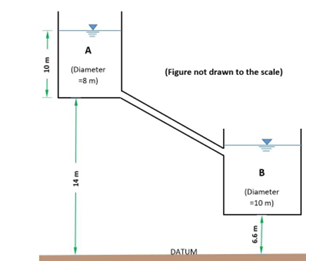 10 m
A
(Diameter
=8 m)
(Figure not drawn to the scale)
14 m
B
(Diameter
=10 m)
6.6 m
DATUM